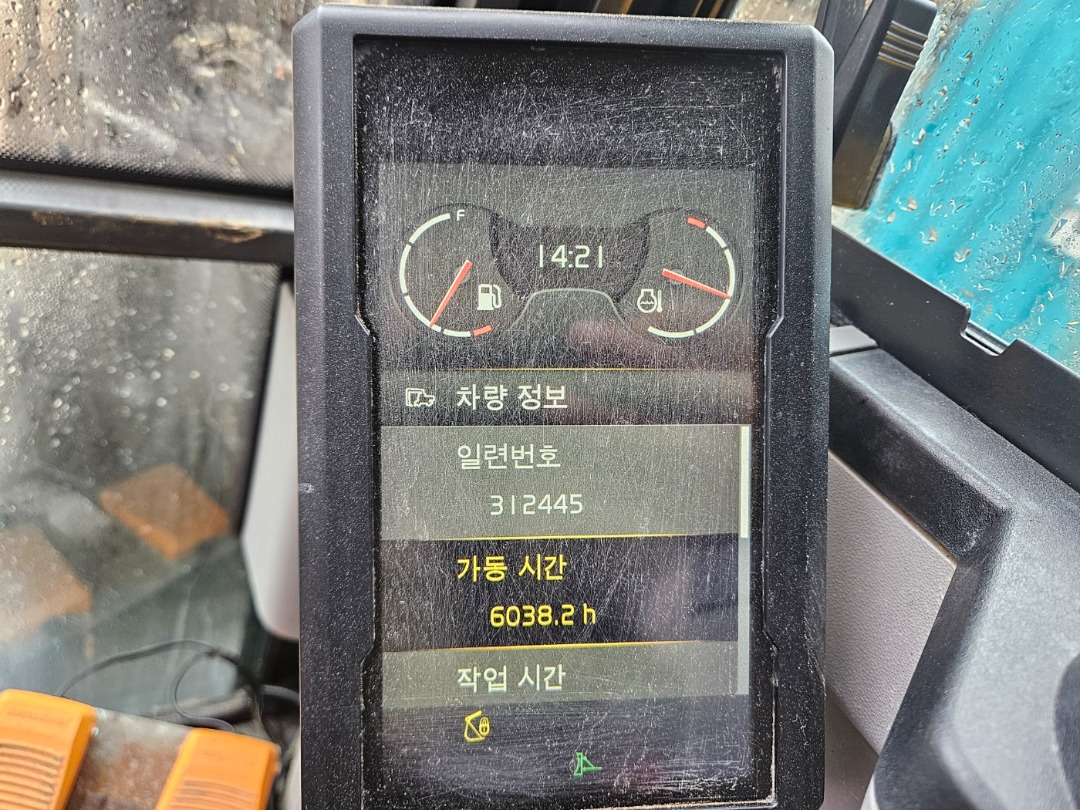 F
14:21
차량 정보
일련번호
312445
가동 시간
6038.2 h
작업 시간